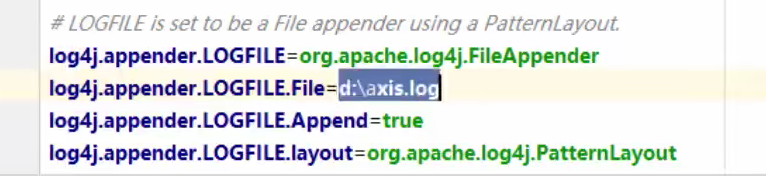 # LOGFILE is set to be a File appender using a PatternLayout.
log4j.appender.LOGFILE=org.apache.log4j.FileAppender
log4j.appender.LOGFILE.File=d:\axis.log
log4j.appender.LOGFILE.Append=true
log4j.appender.LOGFILE.layout=org.apache.log4j.PatternLayout